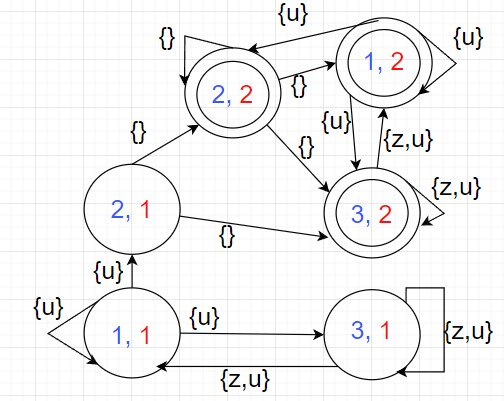 {u}
{}
{u}
1, 2
2, 2
{}
{u}
{z,u}
{}
{}
{z,u}
2, 1
3, 2
{}
{u}
{u}
{u}
1, 1
3, 1
{z,u}
{z,u}